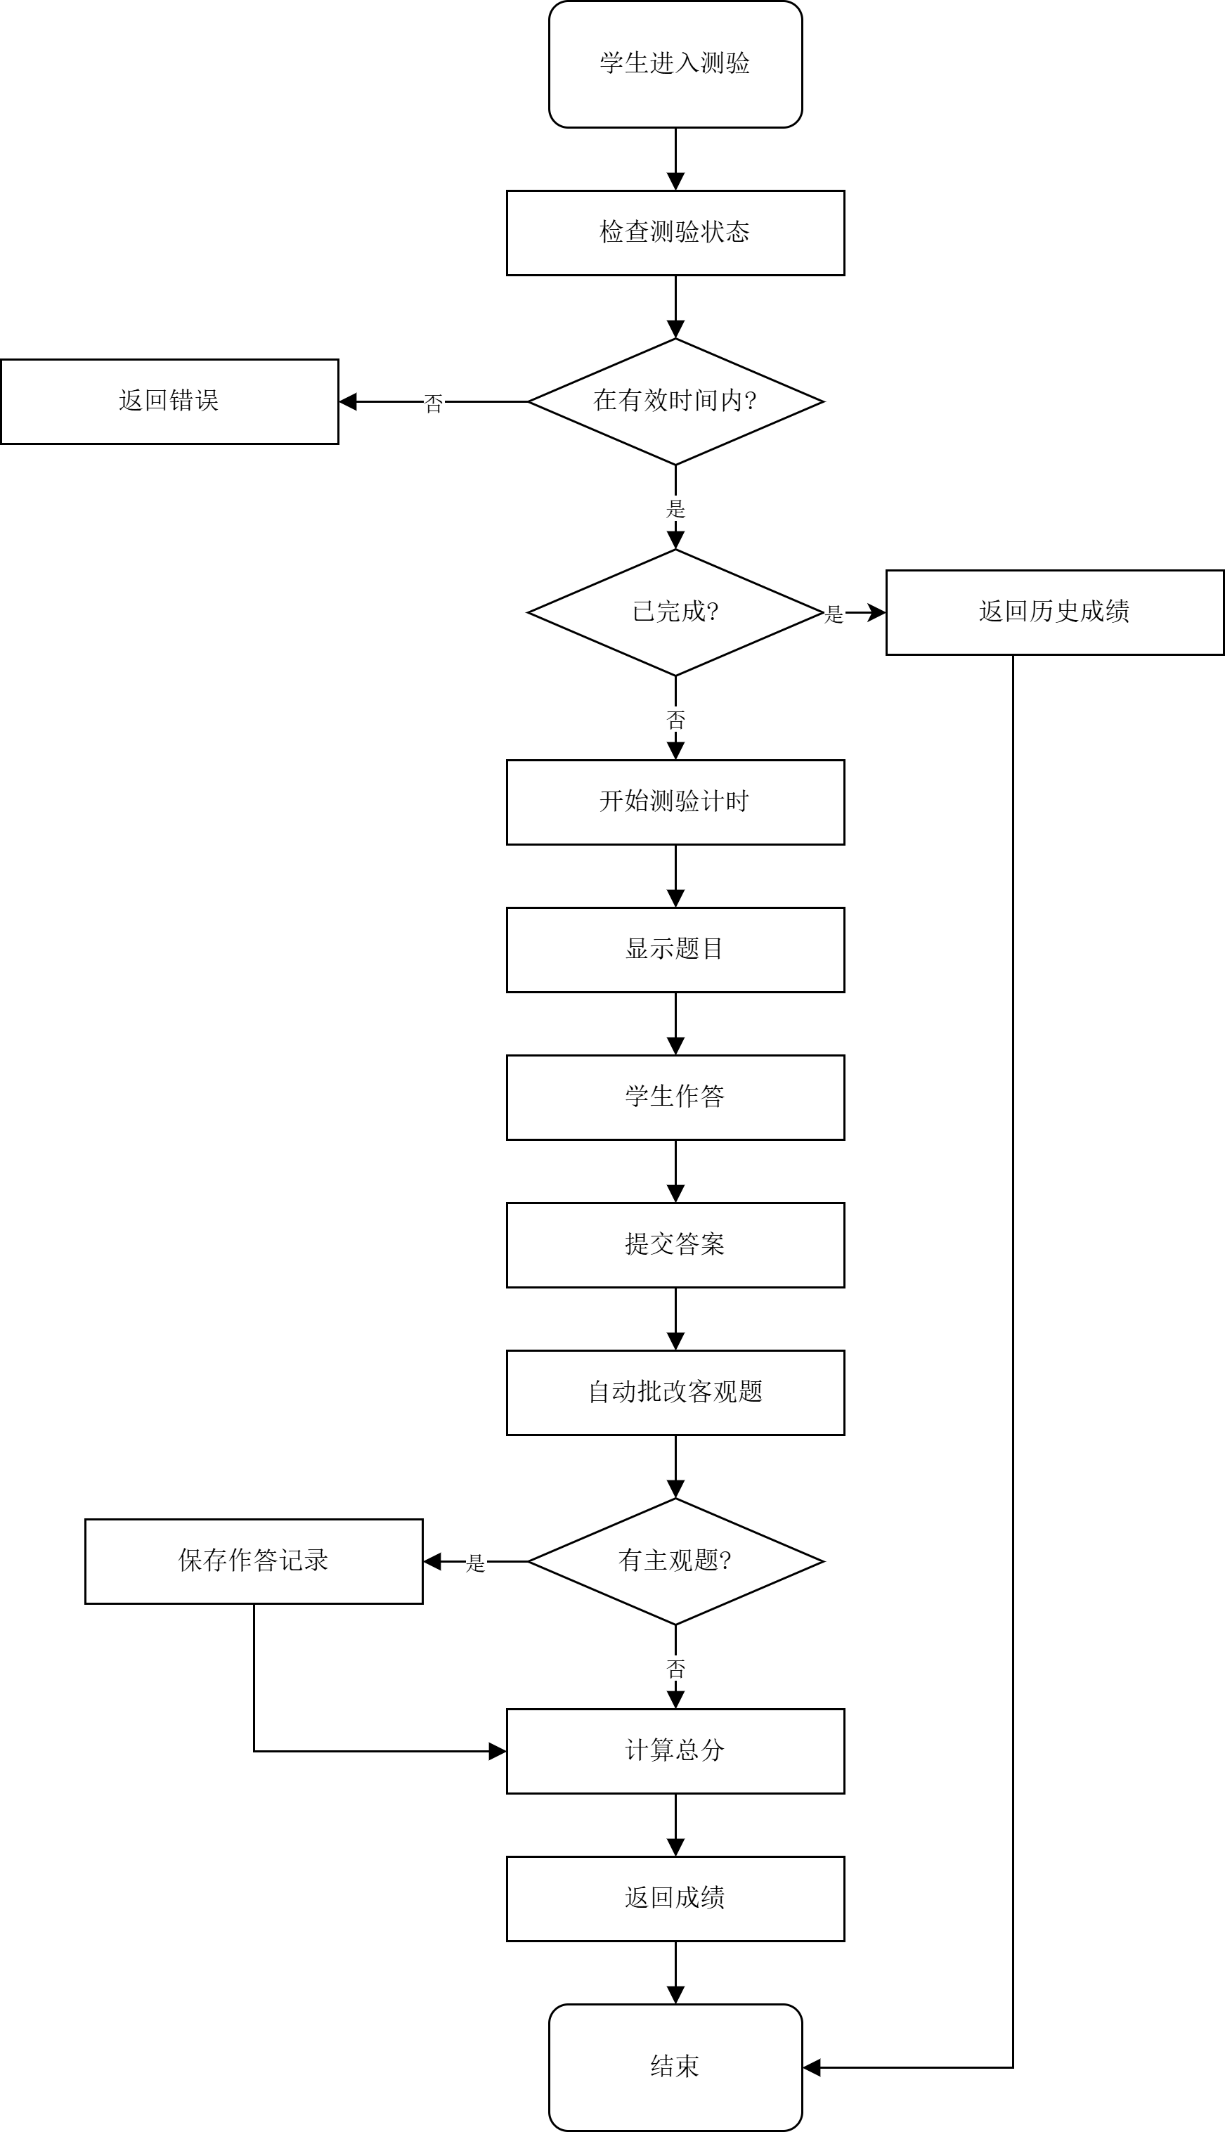 学生进入测验
检查测验状态
在有效时间内?
否
返回错误
是
已完成?
是
返回历史成绩
否
开始测验计时
显示题目
学生作答
提交答案
自动批改客观题
有主观题?
是
保存作答记录
否
计算总分
返回成绩
结束